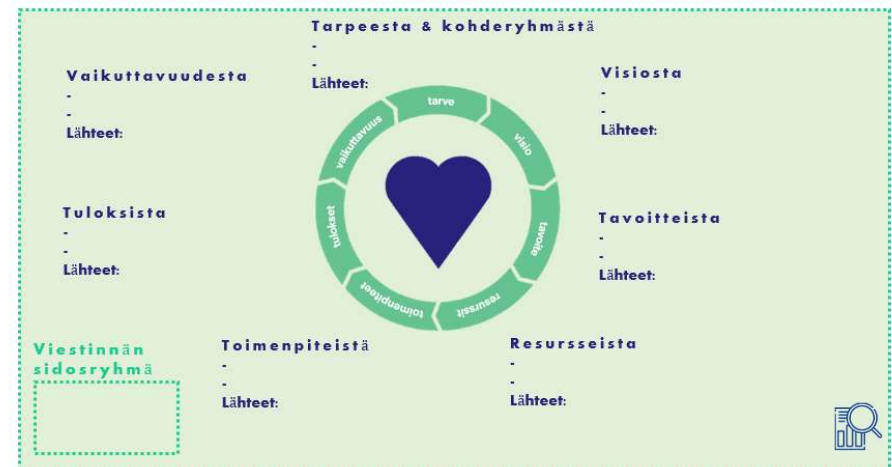 Tarpeesta & kohderyhmästä
-
-
Lähteet:
Vaikuttavuudesta
-
-
Lähteet:
Visiosta
-
-
Lähteet:
tarve
visio
tavoite
resurssit
toimenpiteet
tulokset
vaikuttavuus
Tuloksista
-
-
Lähteet:
Tavoitteista
-
-
Lähteet:
Viestinnän
sidosryhmä
Toimenpiteistä
-
-
Lähteet:
Resursseista
-
-
Lähteet: